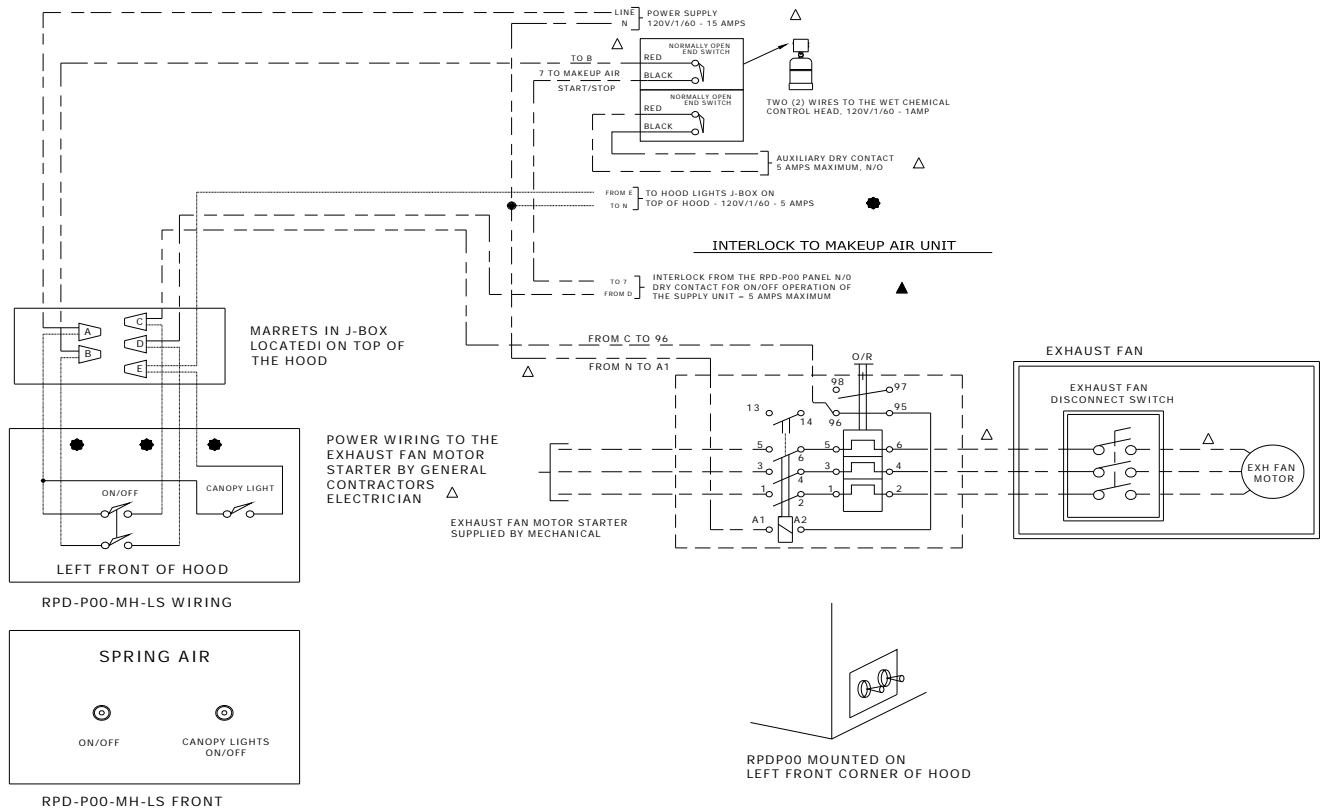 LINE
N
POWER SUPPLY
120V/1/60 - 15 AMPS
TO B
7 TO MAKEUP AIR
START/STOP
NORMALLY OPEN
END SWITCH
RED
BLACK
NORMALLY OPEN
END SWITCH
RED
BLACK
TWO (2) WIRES TO THE WET CHEMICAL
CONTROL HEAD, 120V/1/60 - 1AMP
AUXILIARY DRY CONTACT
5 AMPS MAXIMUM, N/O
FROM E
TO N
TO HOOD LIGHTS J-BOX ON
TOP OF HOOD - 120V/1/60 - 5 AMPS
INTERLOCK TO MAKEUP AIR UNIT
TO 7
FROM D
INTERLOCK FROM THE RPD-P00 PANEL N/0
DRY CONTACT FOR ON/OFF OPERATION OF
THE SUPPLY UNIT – 5 AMPS MAXIMUM
A
B
C
D
E
MARRETS IN J-BOX
LOCATEDI ON TOP OF
THE HOOD
FROM C TO 96
FROM N TO A1
O/R
98
97
95
96
13
14
5
6
5
6
3
4
3
4
1
2
1
2
A1
A2
EXHAUST FAN
EXHAUST FAN
DISCONNECT SWITCH
EXH FAN
MOTOR
POWER WIRING TO THE
EXHAUST FAN MOTOR
STARTER BY GENERAL
CONTRACTORS
ELECTRICIAN
EXHAUST FAN MOTOR STARTER
SUPPLIED BY MECHANICAL
ON/OFF
CANOPY LIGHT
LEFT FRONT OF HOOD
RPD-P00-MH-LS WIRING
SPRING AIR
ON/OFF
CANOPY LIGHTS
ON/OFF
RPD-P00-MH-LS FRONT
RPDP00 MOUNTED ON
LEFT FRONT CORNER OF HOOD